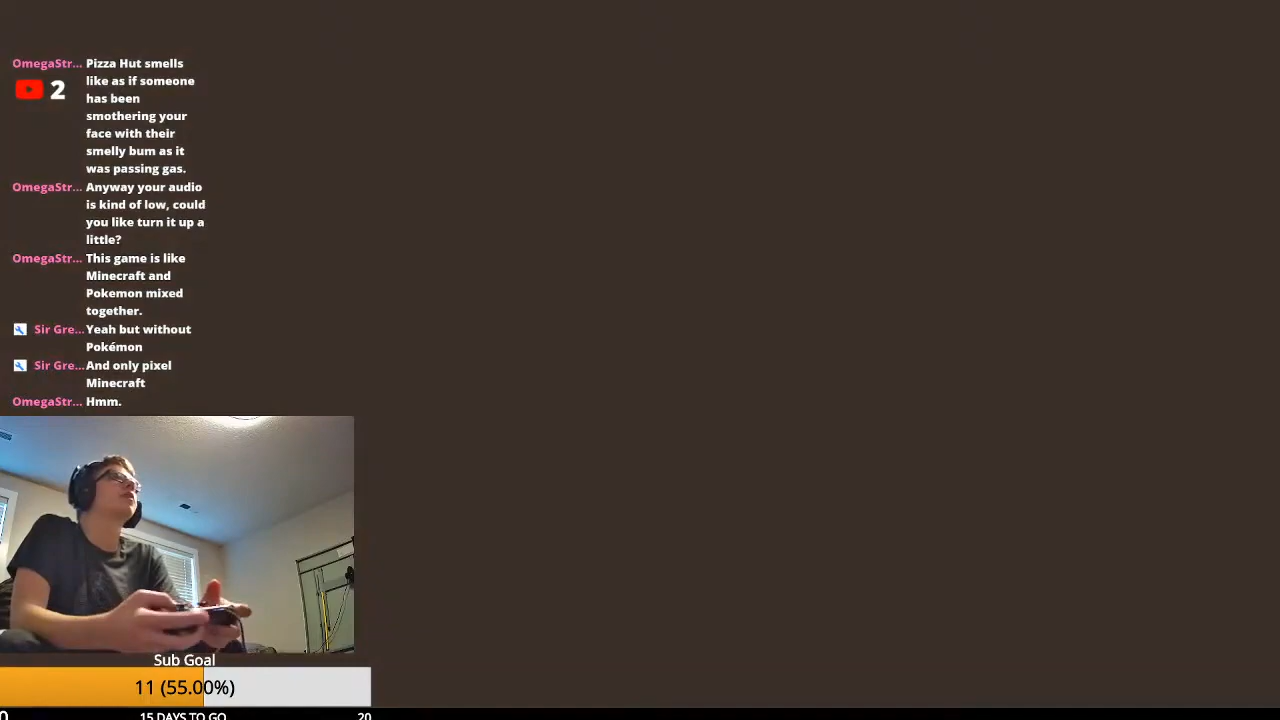 OmegaStr... Pizza Hut smells
like as if someone
2 has been
smothering your
face with their
smelly bum as it
was passing gas.
OmegaStr... Anyway your audio
is kind of low, could
you like turn it up a
little?
OmegaStr... This game is like
Minecraft and
Pokemon mixed
together.
Sir Gre... Yeah but without
Pokémon
Sir Gre... And only pixel
Minecraft
OmegaStr... Hmm.
Sub Goal
11 (55.00%)
0 15 DAYS TO GO 20